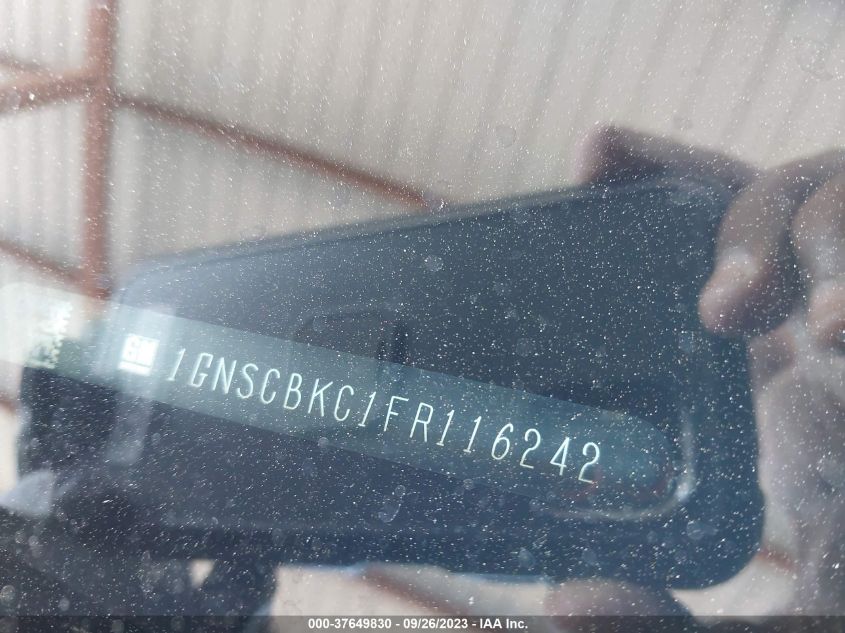 GM
1GNSCBKC1FR116242
000-37649830 - 09/26/2023 - IAA Inc.